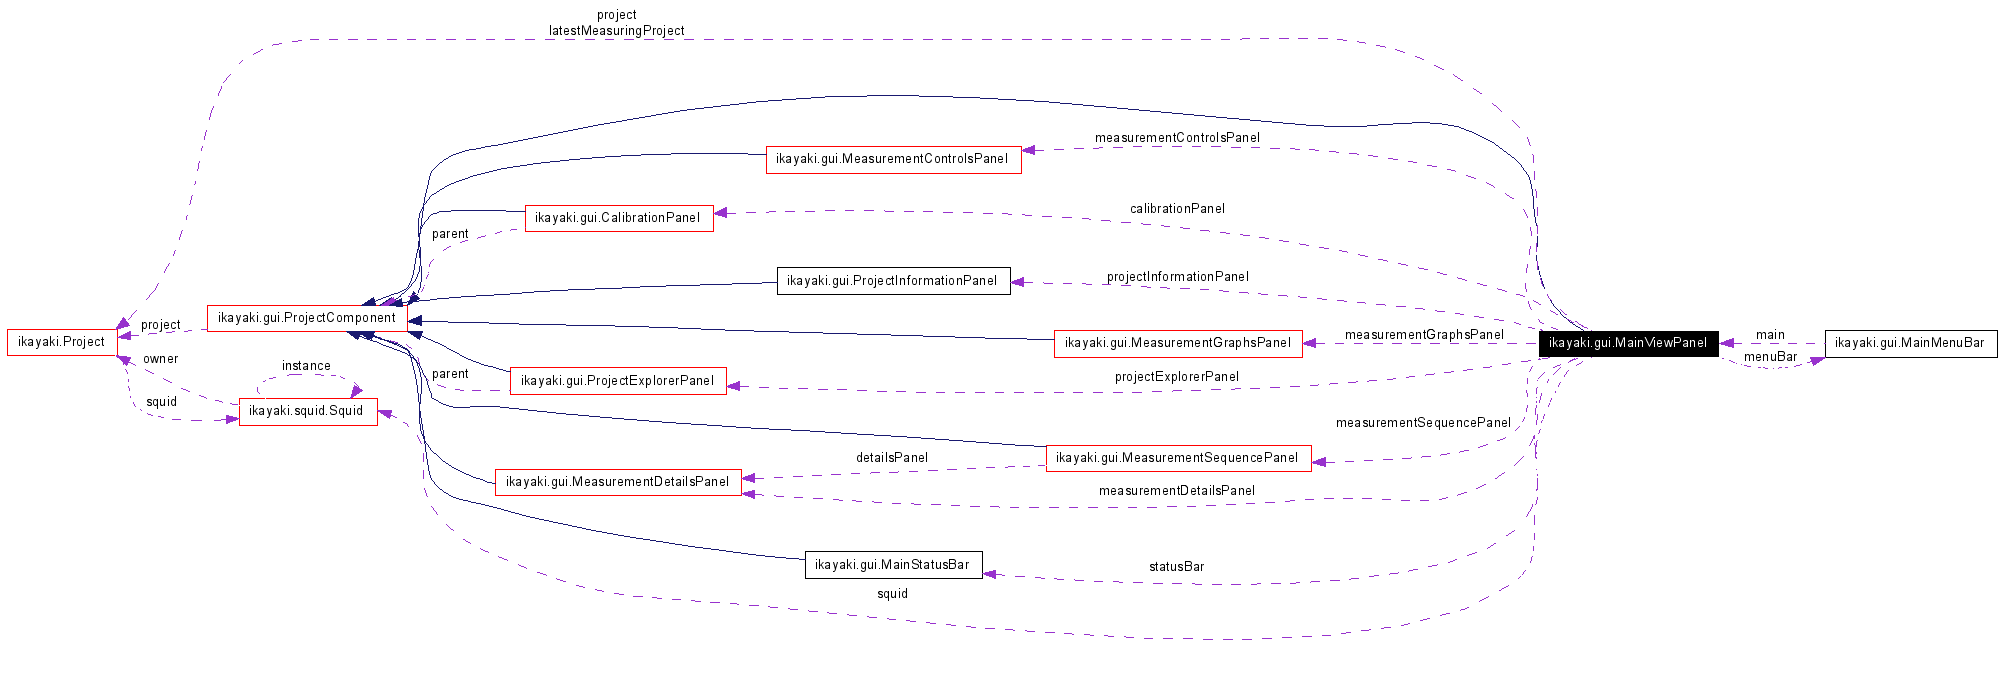 project
latestMeasuringProject
measurementControlsPanel
ikayaki.gui.MeasurementControlsPanel
calibrationPanel
ikayaki.gui.CalibrationPanel
parent
projectInformationPanel
ikayaki.gui.ProjectInformationPanel
ikayaki.gui.ProjectComponent
project
ikayaki.Project
measurementGraphsPanel
ikayaki.gui.MeasurementGraphsPanel
ikayaki.gui.MainViewPanel
main
menuBar
ikayaki.gui.MainMenuBar
owner
instance
parent
ikayaki.gui.ProjectExplorerPanel
projectExplorerPanel
squid
ikayaki.squid.Squid
measurementSequencePanel
detailsPanel
ikayaki.gui.MeasurementSequencePanel
ikayaki.gui.MeasurementDetailsPanel
measurementDetailsPanel
ikayaki.gui.MainStatusBar
statusBar
squid